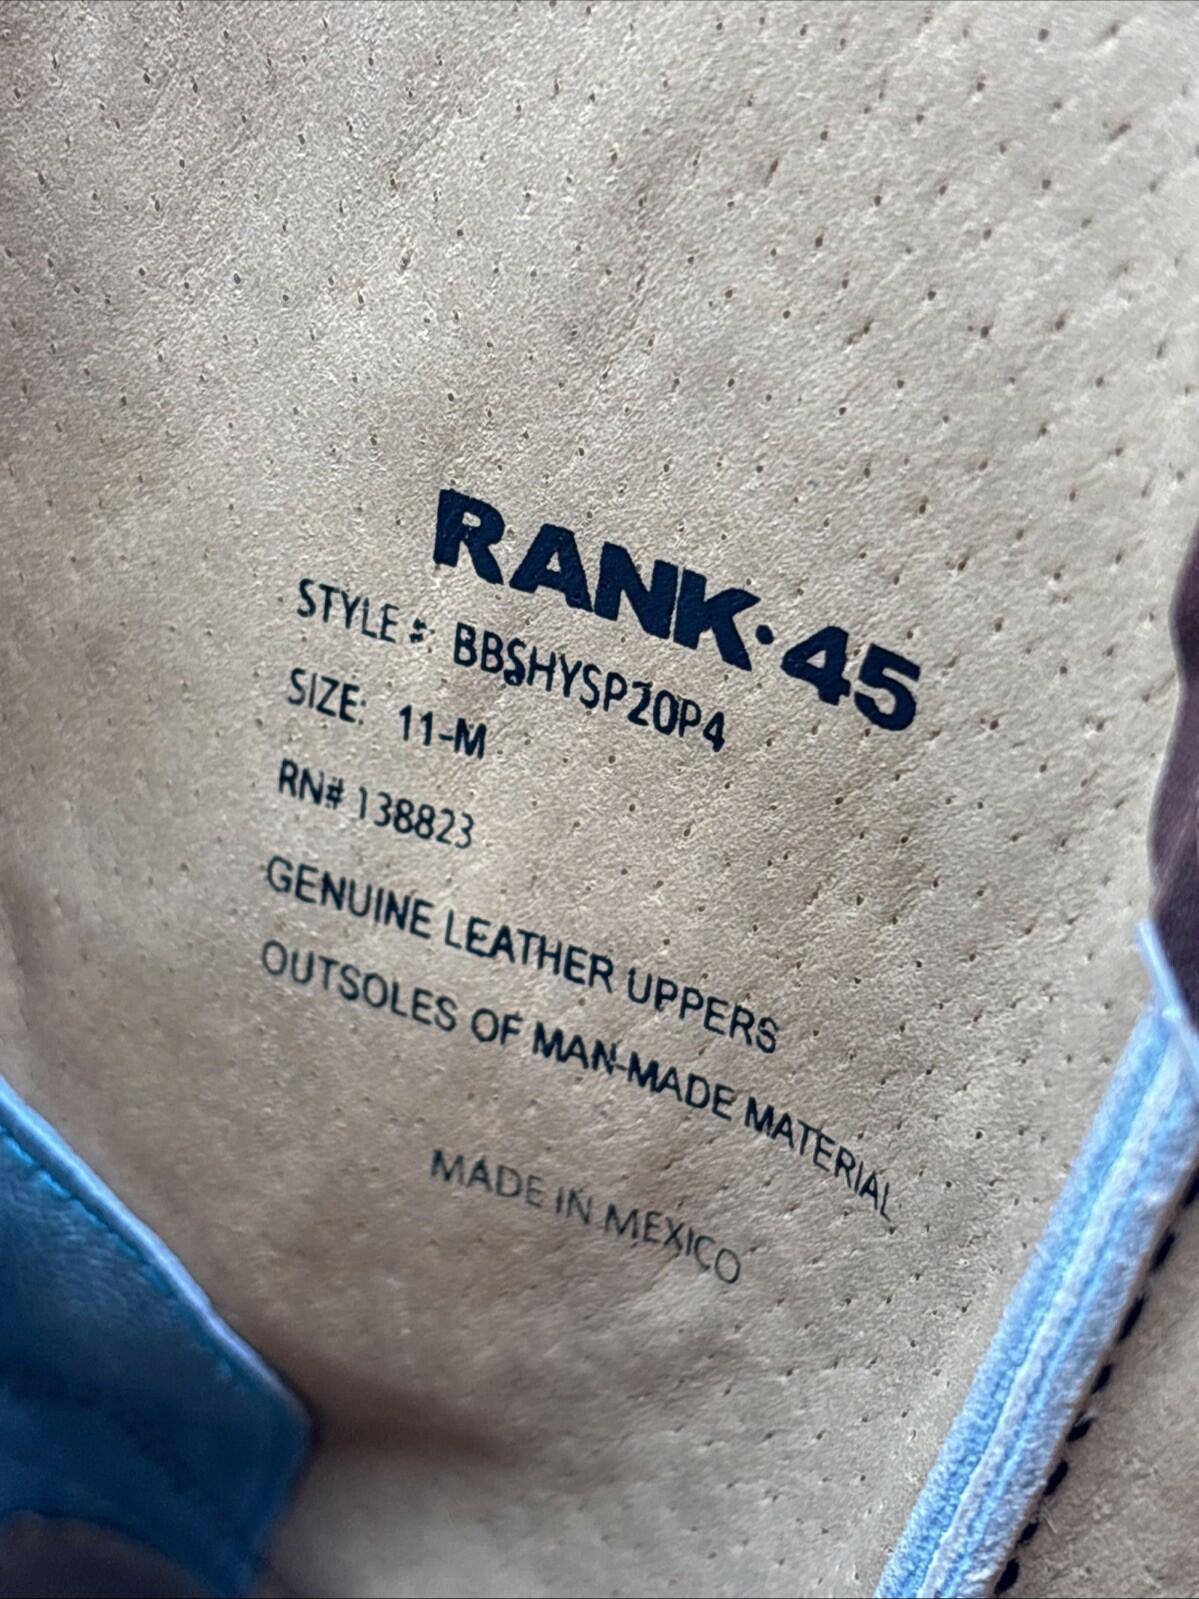 RANK·45
STYLE #: BBSHYSP20P4
SIZE: 11-M
RN# 138823
GENUINE LEATHER UPPERS
OUTSOLES OF MAN-MADE MATERIAL
MADE IN MEXICO